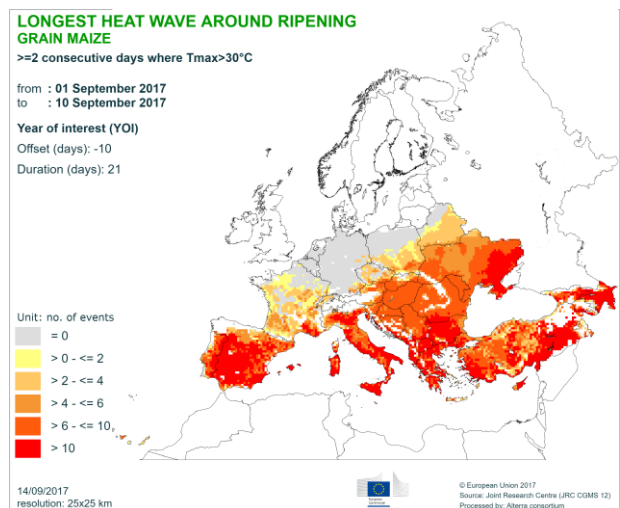 LONGEST HEAT WAVE AROUND RIPENING
GRAIN MAIZE
>=2 consecutive days where Tmax>30°C
from : 01 September 2017
to : 10 September 2017
Year of interest (YOI)
Offset (days): -10
Duration (days): 21
Unit: no. of events
= 0
> 0 - <= 2
> 2 - <= 4
> 4 - <= 6
> 6 - <= 10
> 10
14/09/2017
resolution: 25x25 km
European
Commission
© European Union 2017
Source: Joint Research Centre (JRC CGMS 12)
Processed by: Alterra consortium